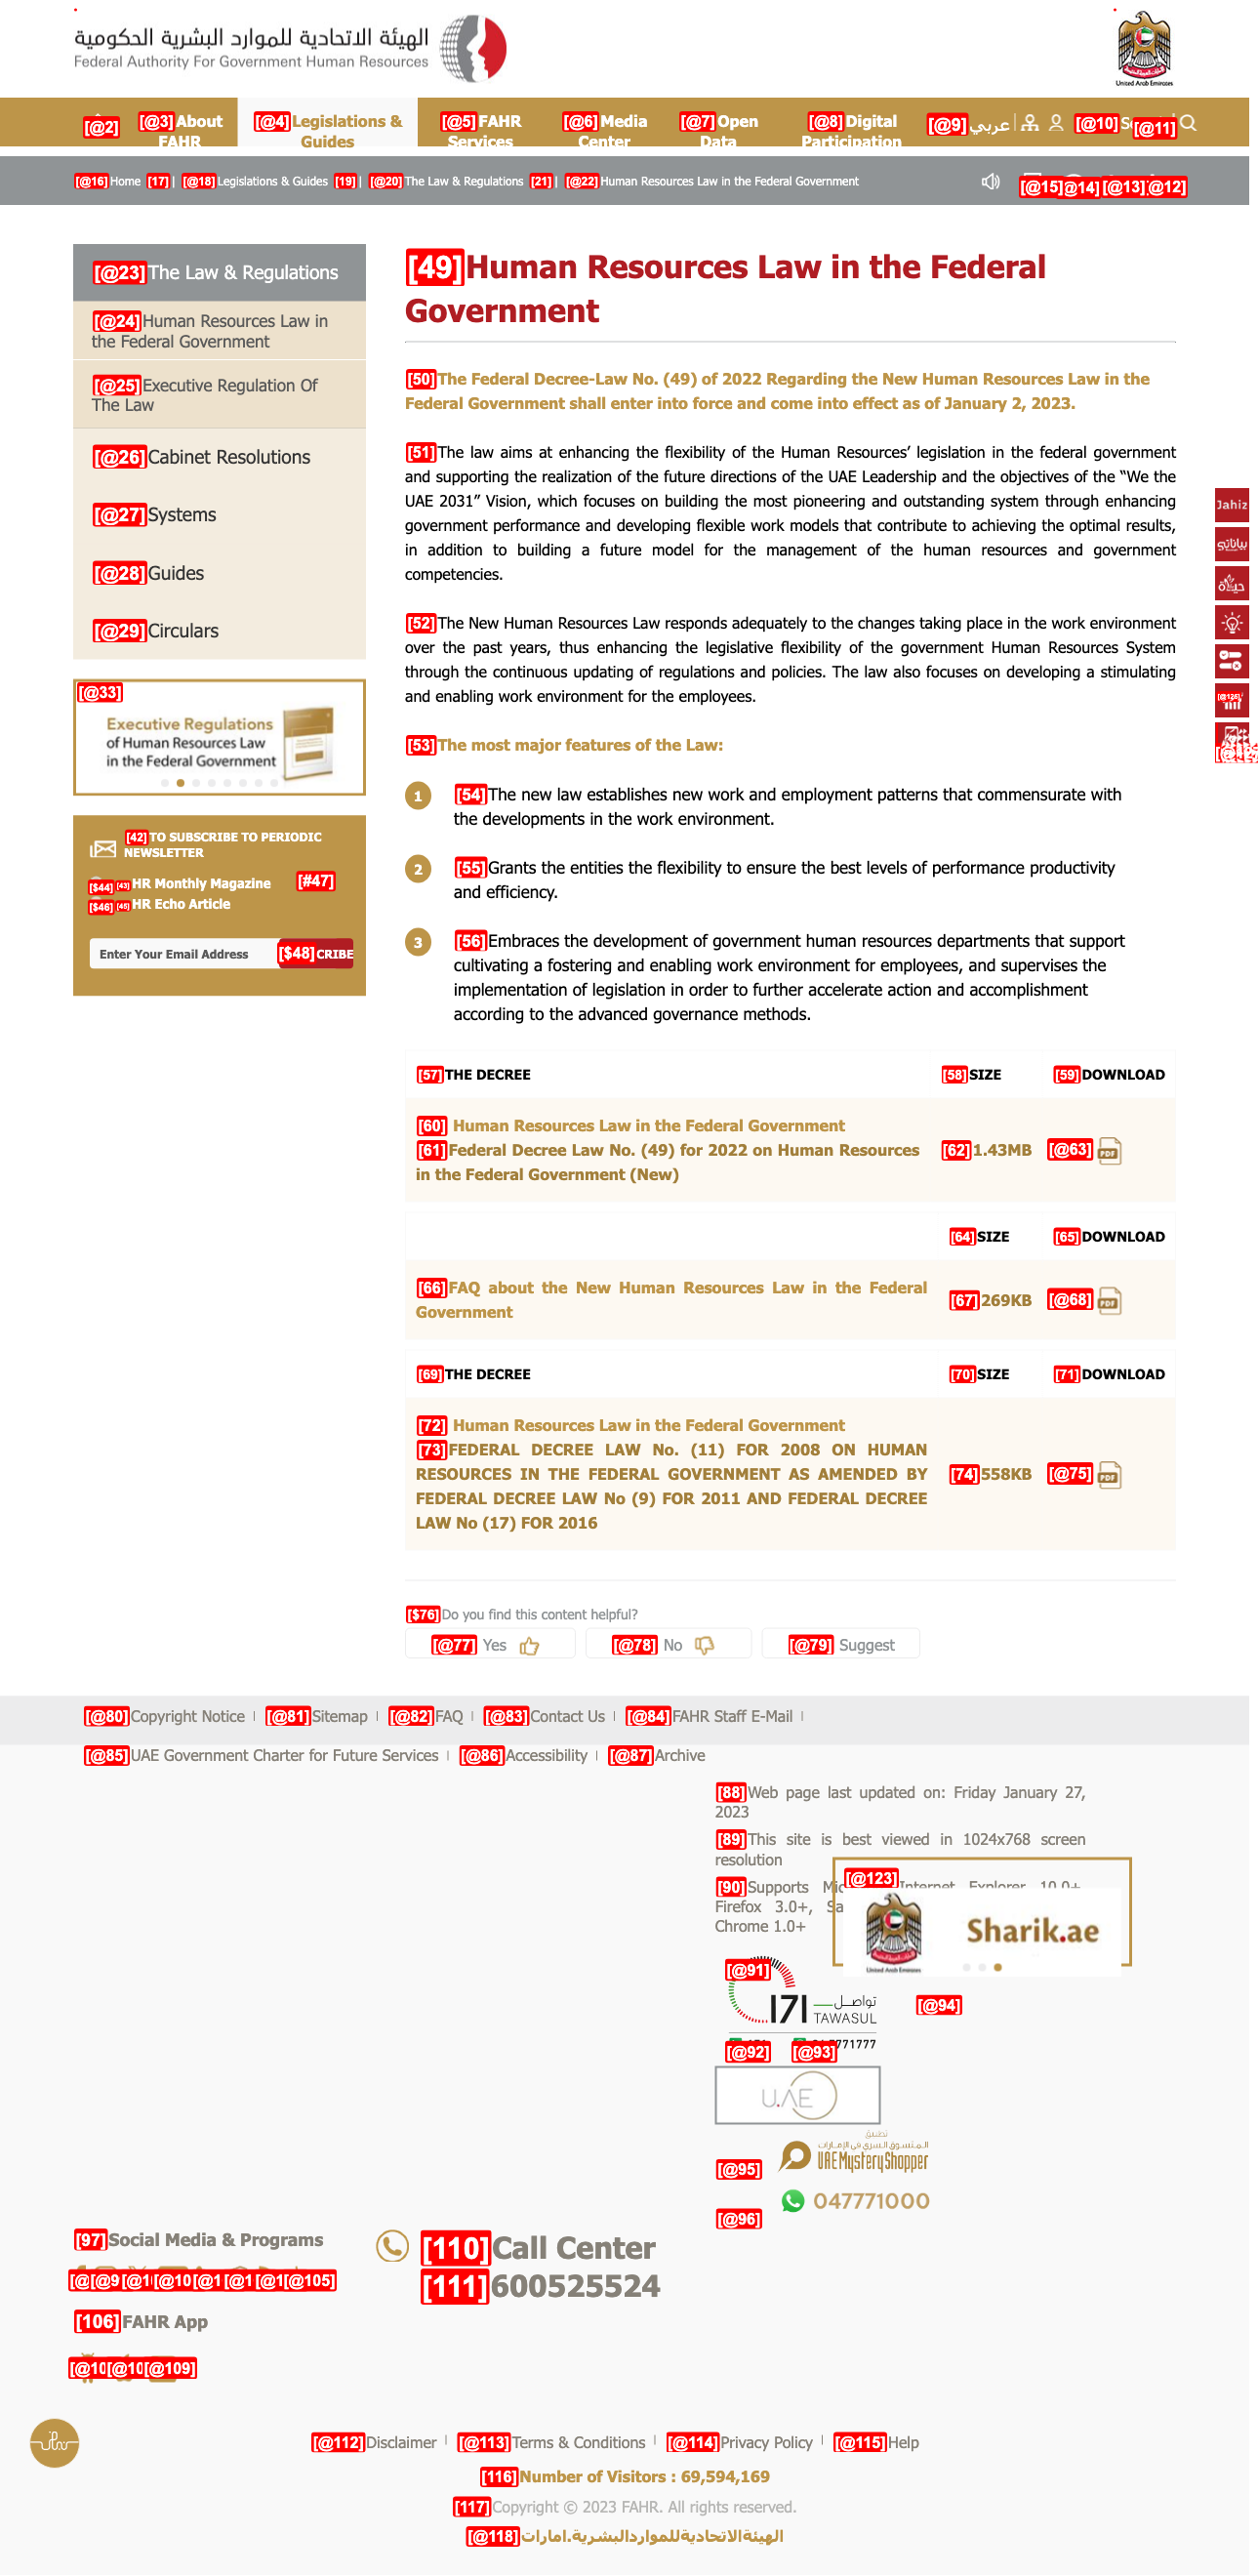 الهيئة الاتحادية للموارد البشرية الحكومية
Federal Authority For Government Human Resources
United Arab Emirates
[@2] [@3]About FAHR
[@4]Legislations & Guides
[@5]FAHR Services
[@6]Media Center
[@7]Open Data
[@8]Digital Participation
[@9]عربي
[@10] [@11]
[@16]Home [17]| [@18]Legislations & Guides [19]| [@20]The Law & Regulations [21]| [@22]Human Resources Law in the Federal Government
[@15] @14] [@13] @12]
[@23]The Law & Regulations
[@24]Human Resources Law in
the Federal Government
[@25]Executive Regulation Of
The Law
[@26]Cabinet Resolutions
[@27]Systems
[@28]Guides
[@29]Circulars
[@33]
Executive Regulations
of Human Resources Law
in the Federal Government
[42]TO SUBSCRIBE TO PERIODIC
NEWSLETTER
[$44] [43]HR Monthly Magazine [#47]
[$46] [45]HR Echo Article
Enter Your Email Address [$48]CRIBE
[49]Human Resources Law in the Federal
Government
[50]The Federal Decree-Law No. (49) of 2022 Regarding the New Human Resources Law in the
Federal Government shall enter into force and come into effect as of January 2, 2023.
[51]The law aims at enhancing the flexibility of the Human Resources’ legislation in the federal government
and supporting the realization of the future directions of the UAE Leadership and the objectives of the “We the
UAE 2031” Vision, which focuses on building the most pioneering and outstanding system through enhancing
government performance and developing flexible work models that contribute to achieving the optimal results,
in addition to building a future model for the management of the human resources and government
competencies.
[52]The New Human Resources Law responds adequately to the changes taking place in the work environment
over the past years, thus enhancing the legislative flexibility of the government Human Resources System
through the continuous updating of regulations and policies. The law also focuses on developing a stimulating
and enabling work environment for the employees.
[53]The most major features of the Law:
1 [54]The new law establishes new work and employment patterns that commensurate with
the developments in the work environment.
2 [55]Grants the entities the flexibility to ensure the best levels of performance productivity
and efficiency.
3 [56]Embraces the development of government human resources departments that support
cultivating a fostering and enabling work environment for employees, and supervises the
implementation of legislation in order to further accelerate action and accomplishment
according to the advanced governance methods.
Jahiz
بياناتي
حياة
[@126]
[57]THE DECREE [58]SIZE [59]DOWNLOAD
[60] Human Resources Law in the Federal Government
[61]Federal Decree Law No. (49) for 2022 on Human Resources
in the Federal Government (New)
[62]1.43MB [@63] PDF
[64]SIZE [65]DOWNLOAD
[66]FAQ about the New Human Resources Law in the Federal
Government
[67]269KB [@68] PDF
[69]THE DECREE [70]SIZE [71]DOWNLOAD
[72] Human Resources Law in the Federal Government
[73]FEDERAL DECREE LAW No. (11) FOR 2008 ON HUMAN
RESOURCES IN THE FEDERAL GOVERNMENT AS AMENDED BY
FEDERAL DECREE LAW No (9) FOR 2011 AND FEDERAL DECREE
LAW No (17) FOR 2016
[74]558KB [@75] PDF
[$76]Do you find this content helpful?
[@77] Yes [@78] No [@79] Suggest
[@80]Copyright Notice [@81]Sitemap [@82]FAQ [@83]Contact Us [@84]FAHR Staff E-Mail
[@85]UAE Government Charter for Future Services [@86]Accessibility [@87]Archive
[88]Web page last updated on: Friday January 27,
2023
[89]This site is best viewed in 1024x768 screen
resolution
[90]Supports Internet Explorer 10.0+,
Firefox 3.0+,
Chrome 1.0+
[@123]
United Arab Emirates
Sharik.ae
[@91]
171 تواصل
TAWASUL
[@94]
[@92] [@93]
7771777
U.AE
تطبيق
المتسوق السري في الإمارات
UAE Mystery Shopper
[@95]
047771000
[@96]
[97]Social Media & Programs
[@105]
[106]FAHR App
[@109]
[110]Call Center
[111]600525524
[@112]Disclaimer [@113]Terms & Conditions [@114]Privacy Policy [@115]Help
[116]Number of Visitors : 69,594,169
[117]Copyright © 2023 FAHR. All rights reserved.
[@118]الهيئةالاتحاديةللمواردالبشرية.امارات